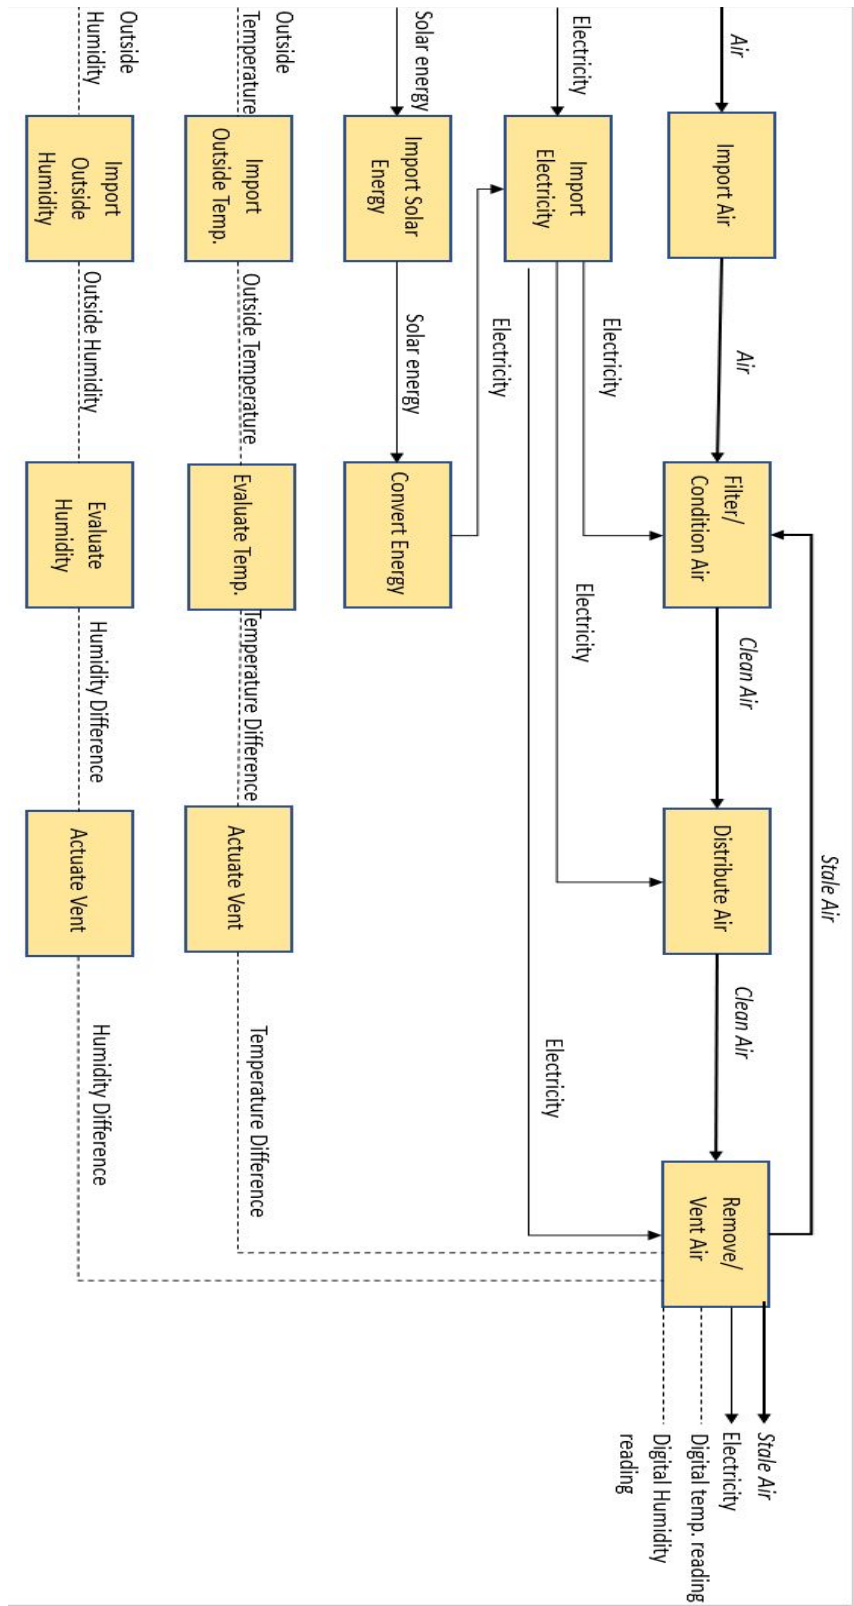 Air
Import Air
Air
Filter/
Condition Air
Clean Air
Distribute Air
Clean Air
Remove/
Vent Air
Stale Air
Stale Air
Electricity
Digital temp. reading
Digital Humidity
reading
Electricity
Import
Electricity
Electricity
Electricity
Electricity
Electricity
Solar energy
Import Solar
Energy
Solar energy
Convert Energy
Outside
Temperature
Import
Outside Temp.
Outside Temperature
Evaluate Temp.
Temperature Difference
Actuate Vent
Temperature Difference
Outside
Humidity
Import
Outside
Humidity
Outside Humidity
Evaluate
Humidity
Humidity Difference
Actuate Vent
Humidity Difference